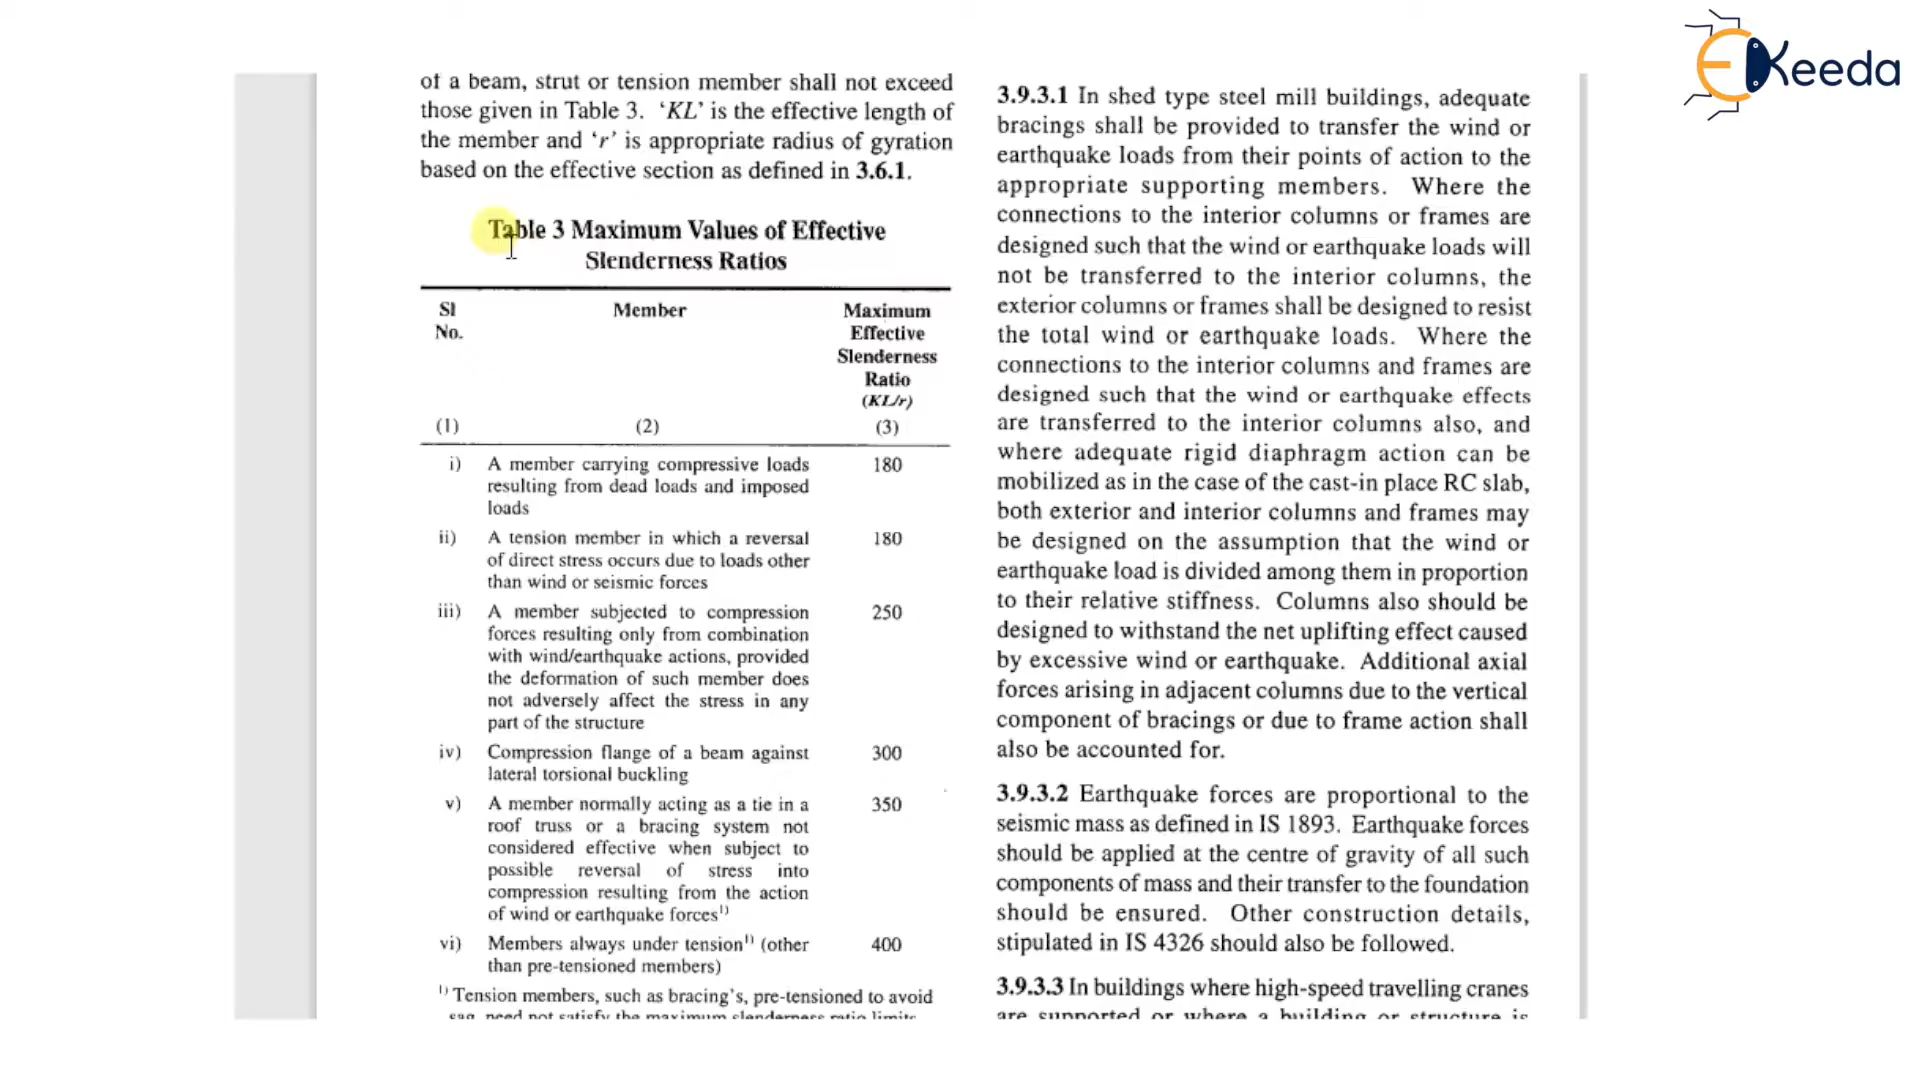 of a beam, strut or tension member shall not exceed
those given in Table 3. ‘KL’ is the effective length of
the member and ‘r’ is appropriate radius of gyration
based on the effective section as defined in 3.6.1.
Table 3 Maximum Values of Effective
Slenderness Ratios
Sl No. Member Maximum Effective Slenderness Ratio (KL/r)
(1) (2) (3)
i) A member carrying compressive loads 180
resulting from dead loads and imposed
loads
ii) A tension member in which a reversal 180
of direct stress occurs due to loads other
than wind or seismic forces
iii) A member subjected to compression 250
forces resulting only from combination
with wind/earthquake actions, provided
the deformation of such member does
not adversely affect the stress in any
part of the structure
iv) Compression flange of a beam against 300
lateral torsional buckling
v) A member normally acting as a tie in a 350
roof truss or a bracing system not
considered effective when subject to
possible reversal of stress into
compression resulting from the action
of wind or earthquake forces¹⁾
vi) Members always under tension¹⁾ (other 400
than pre-tensioned members)
¹⁾ Tension members, such as bracing's, pre-tensioned to avoid
sag, need not satisfy the maximum slenderness ratio limits.
3.9.3.1 In shed type steel mill buildings, adequate
bracings shall be provided to transfer the wind or
earthquake loads from their points of action to the
appropriate supporting members. Where the
connections to the interior columns or frames are
designed such that the wind or earthquake loads will
not be transferred to the interior columns, the
exterior columns or frames shall be designed to resist
the total wind or earthquake loads. Where the
connections to the interior columns and frames are
designed such that the wind or earthquake effects
are transferred to the interior columns also, and
where adequate rigid diaphragm action can be
mobilized as in the case of the cast-in place RC slab,
both exterior and interior columns and frames may
be designed on the assumption that the wind or
earthquake load is divided among them in proportion
to their relative stiffness. Columns also should be
designed to withstand the net uplifting effect caused
by excessive wind or earthquake. Additional axial
forces arising in adjacent columns due to the vertical
component of bracings or due to frame action shall
also be accounted for.
3.9.3.2 Earthquake forces are proportional to the
seismic mass as defined in IS 1893. Earthquake forces
should be applied at the centre of gravity of all such
components of mass and their transfer to the foundation
should be ensured. Other construction details,
stipulated in IS 4326 should also be followed.
3.9.3.3 In buildings where high-speed travelling cranes
are supported or where a building or structure is
EKeeda